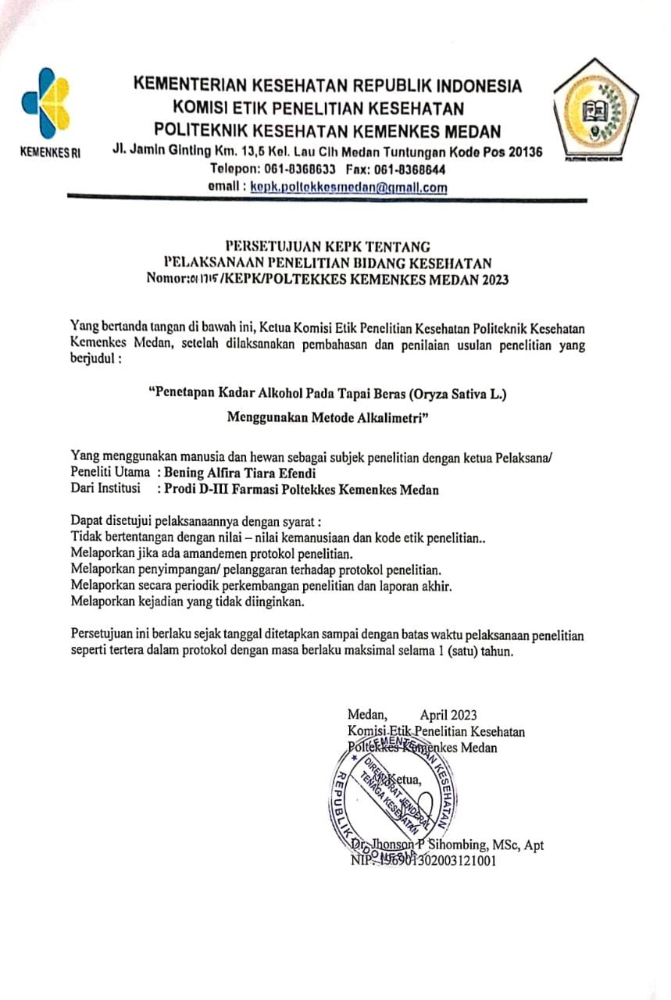 KEMENKES RI
KEMENTERIAN KESEHATAN REPUBLIK INDONESIA
KOMISI ETIK PENELITIAN KESEHATAN
POLITEKNIK KESEHATAN KEMENKES MEDAN
Jl. Jamin Ginting Km. 13,5 Kel. Lau Cih Medan Tuntungan Kode Pos 20136
Telepon: 061-8368633 Fax: 061-8368644
email : kepk.poltekkesmedan@gmail.com
POLITEKNIK KESEHATAN MEDAN
PERSETUJUAN KEPK TENTANG
PELAKSANAAN PENELITIAN BIDANG KESEHATAN
Nomor: /KEPK/POLTEKKES KEMENKES MEDAN 2023
Yang bertanda tangan di bawah ini, Ketua Komisi Etik Penelitian Kesehatan Politeknik Kesehatan
Kemenkes Medan, setelah dilaksanakan pembahasan dan penilaian usulan penelitian yang
berjudul :
“Penetapan Kadar Alkohol Pada Tapai Beras (Oryza Sativa L.)
Menggunakan Metode Alkalimetri”
Yang menggunakan manusia dan hewan sebagai subjek penelitian dengan ketua Pelaksana/
Peneliti Utama : Bening Alfira Tiara Efendi
Dari Institusi : Prodi D-III Farmasi Poltekkes Kemenkes Medan
Dapat disetujui pelaksanaannya dengan syarat :
Tidak bertentangan dengan nilai – nilai kemanusiaan dan kode etik penelitian..
Melaporkan jika ada amandemen protokol penelitian.
Melaporkan penyimpangan/ pelanggaran terhadap protokol penelitian.
Melaporkan secara periodik perkembangan penelitian dan laporan akhir.
Melaporkan kejadian yang tidak diinginkan.
Persetujuan ini berlaku sejak tanggal ditetapkan sampai dengan batas waktu pelaksanaan penelitian
seperti tertera dalam protokol dengan masa berlaku maksimal selama 1 (satu) tahun.
Medan, April 2023
Komisi Etik Penelitian Kesehatan
Poltekkes Kemenkes Medan
Ketua,
KEMENTERIAN KESEHATAN
DIREKTORAT JENDERAL
TENAGA KESEHATAN
REPUBLIK INDONESIA
Dr. Jhonson P Sihombing, MSc, Apt
NIP. 196901302003121001